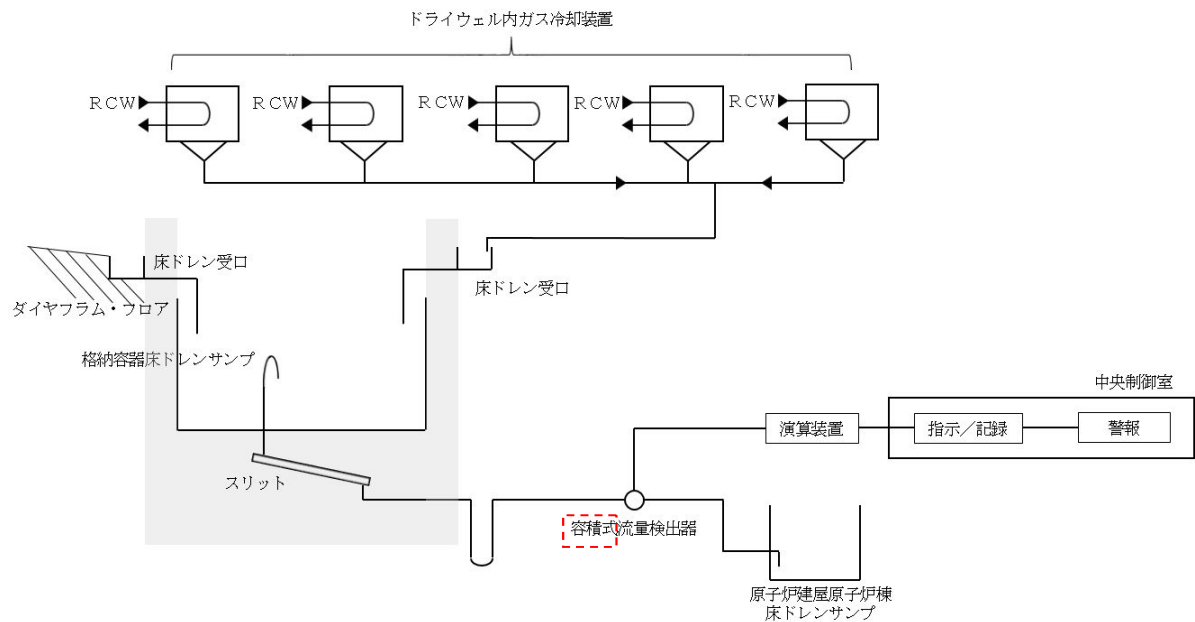 ドライウェル内ガス冷却装置
ＲＣＷ
ＲＣＷ
ＲＣＷ
ＲＣＷ
ＲＣＷ
床ドレン受口
床ドレン受口
ダイヤフラム・フロア
格納容器床ドレンサンプ
中央制御室
演算装置
指示／記録
警報
スリット
容積式流量検出器
原子炉建屋原子炉棟
床ドレンサンプ